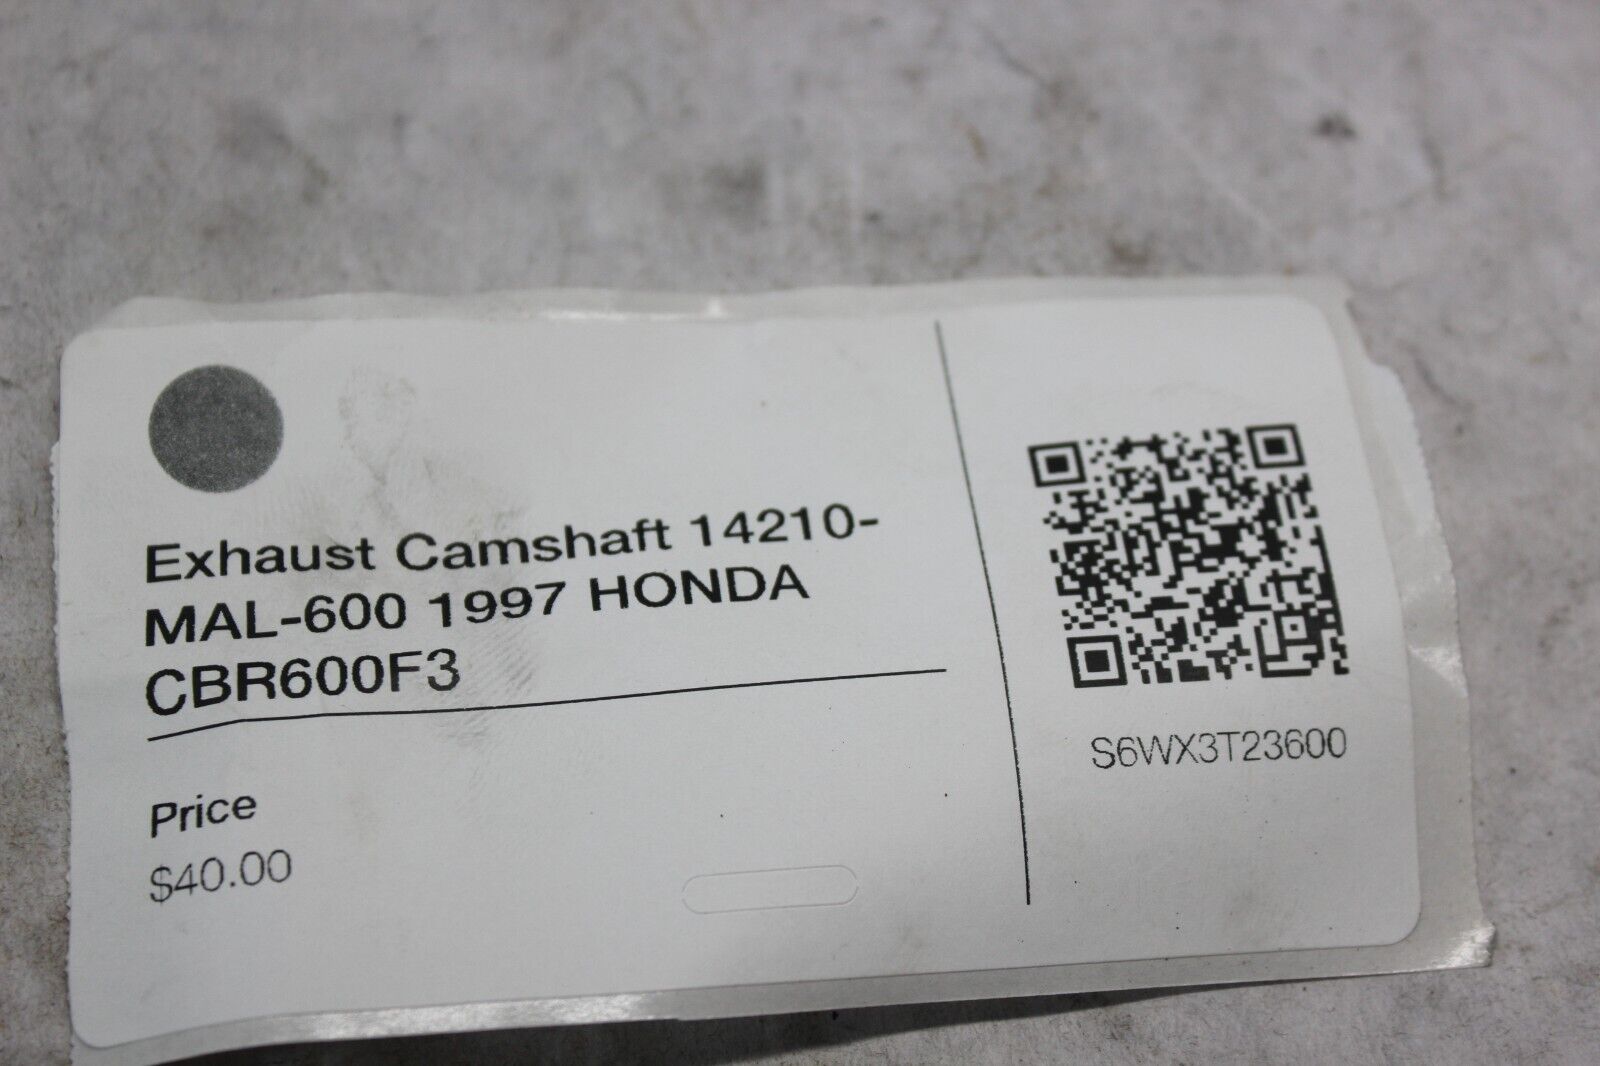 Exhaust Camshaft 14210-
MAL-600 1997 HONDA
CBR600F3
Price
$40.00
S6WX3T23600